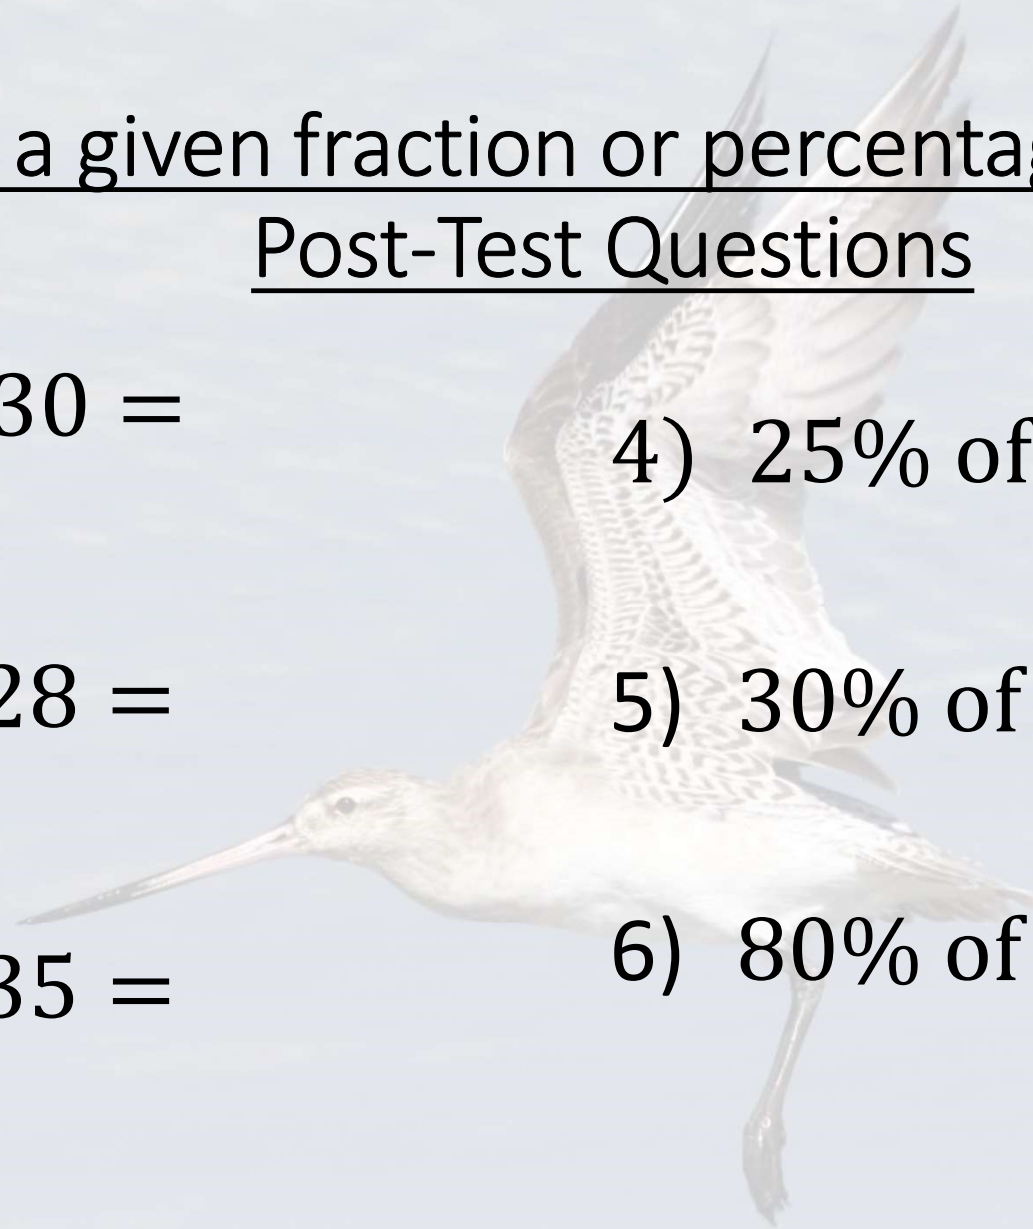 a given fraction or percentag
Post-Test Questions
30 =
4) 25% of
28 =
5) 30% of
35 =
6) 80% of